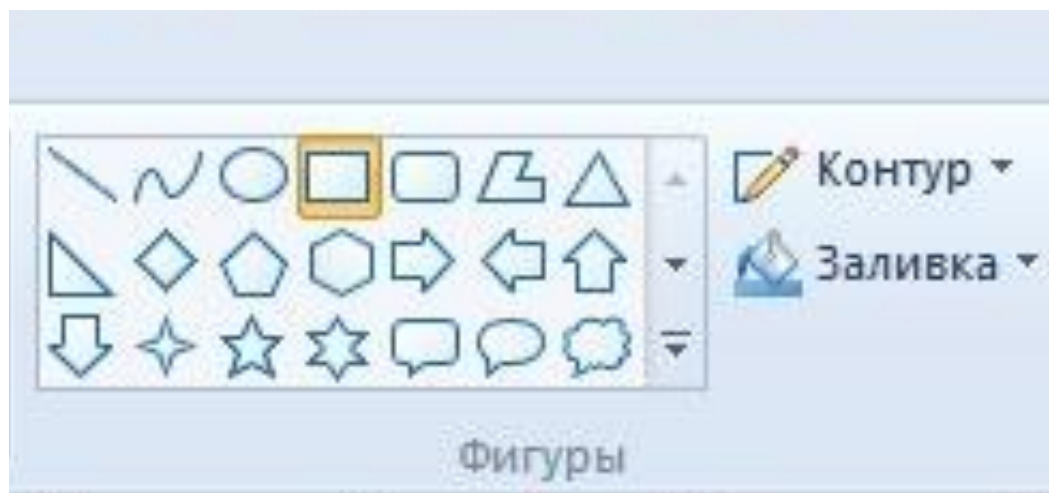 Контур
Заливка
Фигуры